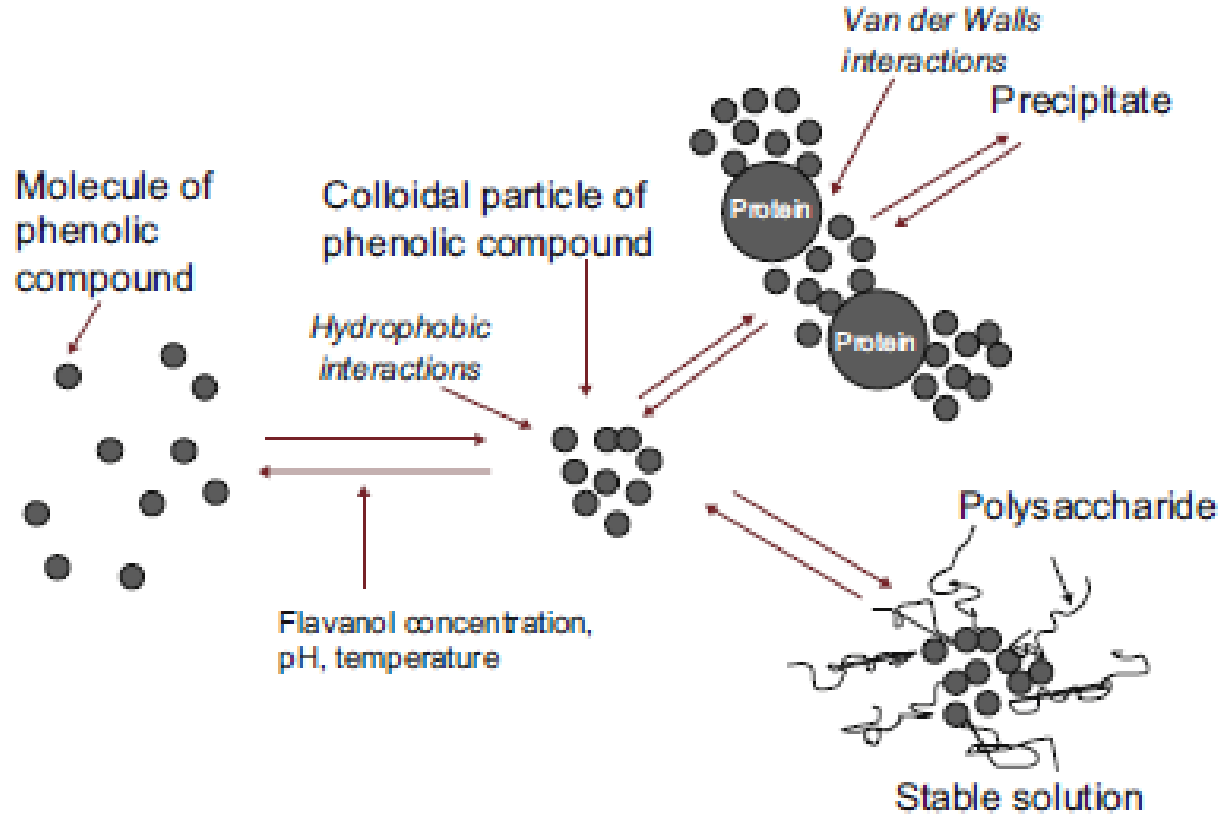 Molecule of
phenolic
compound
Colloidal particle of
phenolic compound
Hydrophobic
interactions
Flavanol concentration,
pH, temperature
Van der Walls
interactions
Precipitate
Protein
Protein
Polysaccharide
Stable solution